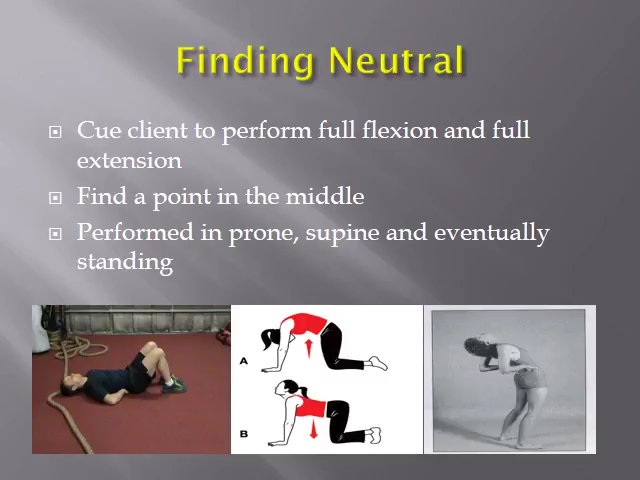 Finding Neutral
Cue client to perform full flexion and full
extension
Find a point in the middle
Performed in prone, supine and eventually
standing
A
B